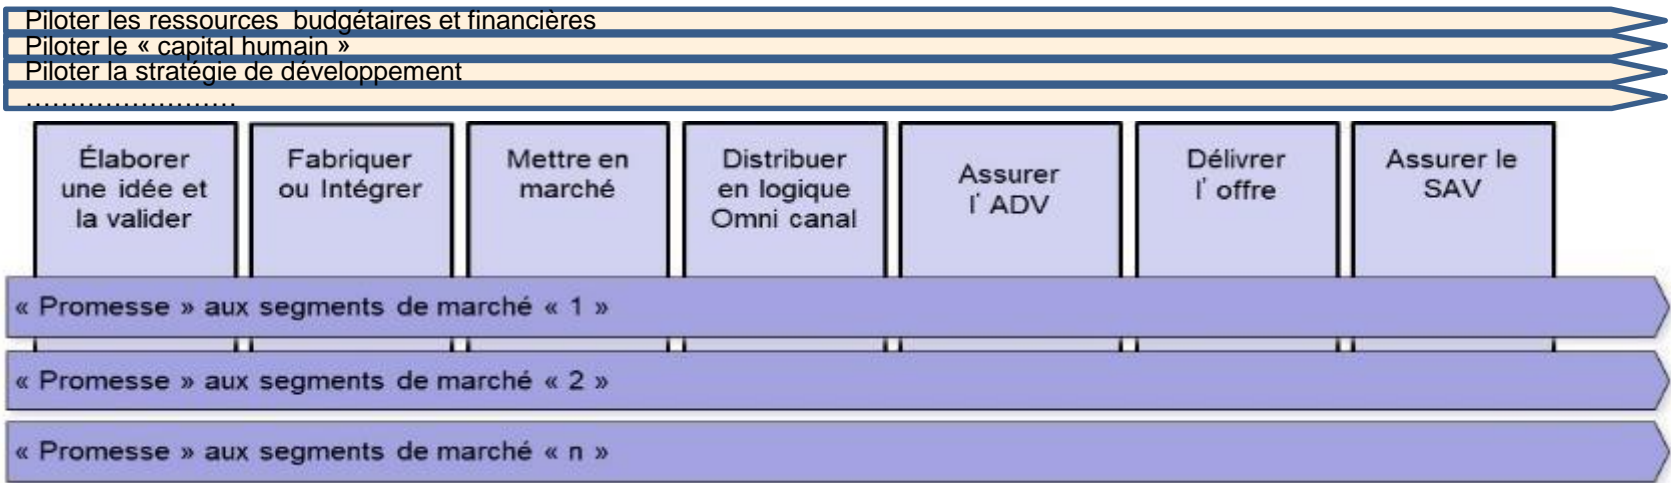 Piloter les ressources  budgétaires et financières
Piloter le « capital humain »
Piloter la stratégie de développement
……………………
Élaborer
une idée et
la valider
Fabriquer
ou Intégrer
Mettre en
marché
Distribuer
en logique
Omni canal
Assurer
l' ADV
Délivrer
l' offre
Assurer le
SAV
« Promesse » aux segments de marché « 1 »
« Promesse » aux segments de marché « 2 »
« Promesse » aux segments de marché « n »